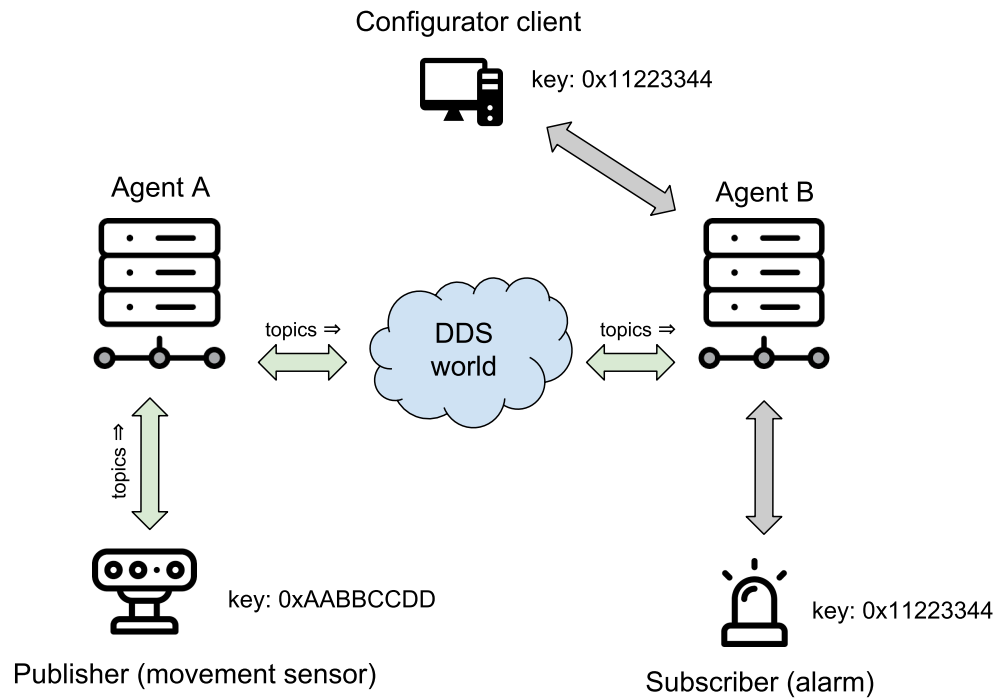 Configurator client
key: 0x11223344
Agent A
Agent B
topics ⇒
DDS
world
topics ⇒
topics ⇒
key: 0xAABBCCDD
key: 0x11223344
Publisher (movement sensor)
Subscriber (alarm)